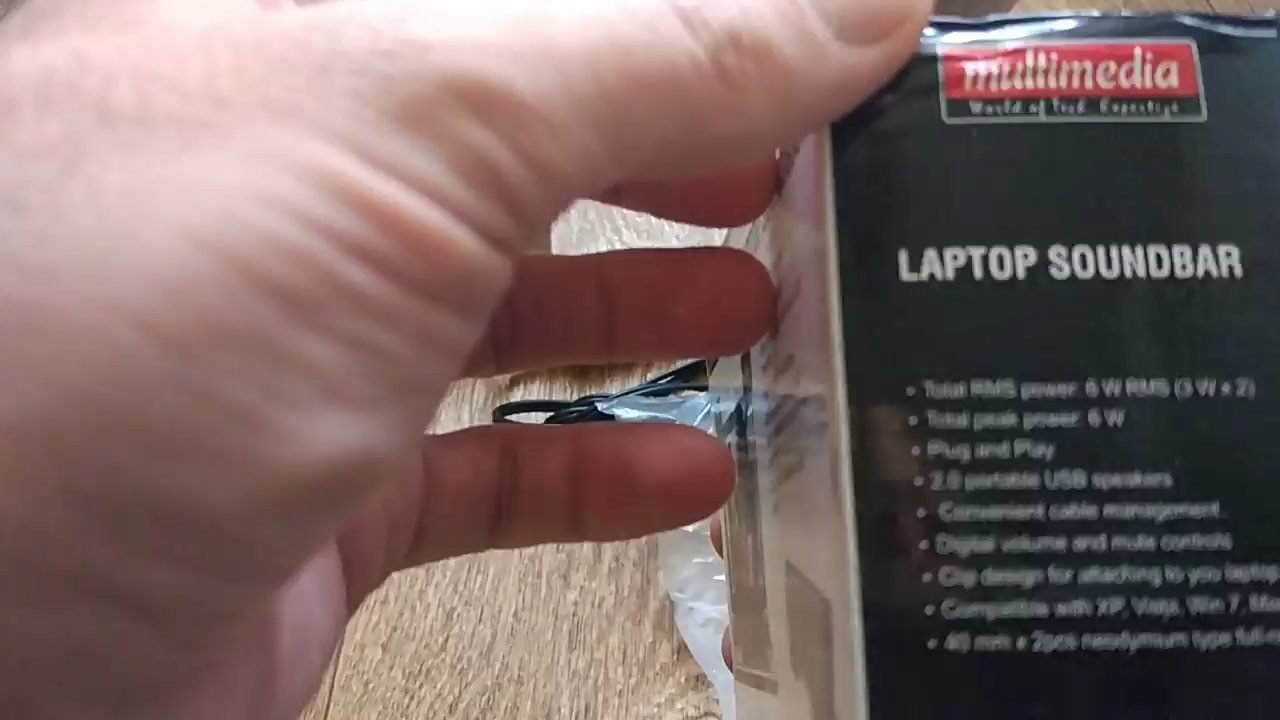 multimedia
World of Tech Expertise
LAPTOP SOUNDBAR
• Total RMS power: 6 W RMS (3 W x 2)
• Total peak power: 6 W
• Plug and Play
• 2.0 portable USB speakers
• Convenient cable management
• Digital volume and mute controls
• Clip design for attaching to you laptop
• Compatible with XP, Vista, Win 7,
• 40 mm x 2pcs neodymium type